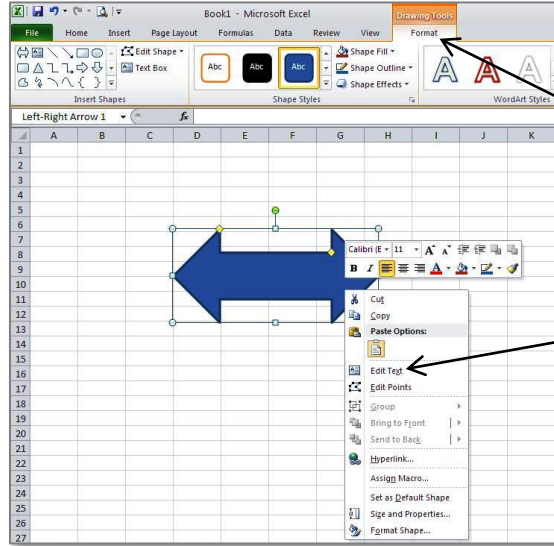 Book1 - Microsoft Excel
Drawing Tools
File Home Insert Page Layout Formulas Data Review View Format
Edit Shape
Text Box
Abc Abc Abc
Shape Fill
Shape Outline
Shape Effects
A A A
Insert Shapes Shape Styles WordArt Styles
Left-Right Arrow 1 fx
A B C D E F G H I J K
1
2
3
4
5
6
7
8
9
10
11
12
13
14
15
16
17
18
19
20
21
22
23
24
25
26
27
Calibri (E 11 A A
B I A
Cut
Copy
Paste Options:
Edit Text
Edit Points
Group
Bring to Front
Send to Back
Hyperlink...
Assign Macro...
Set as Default Shape
Size and Properties...
Format Shape...